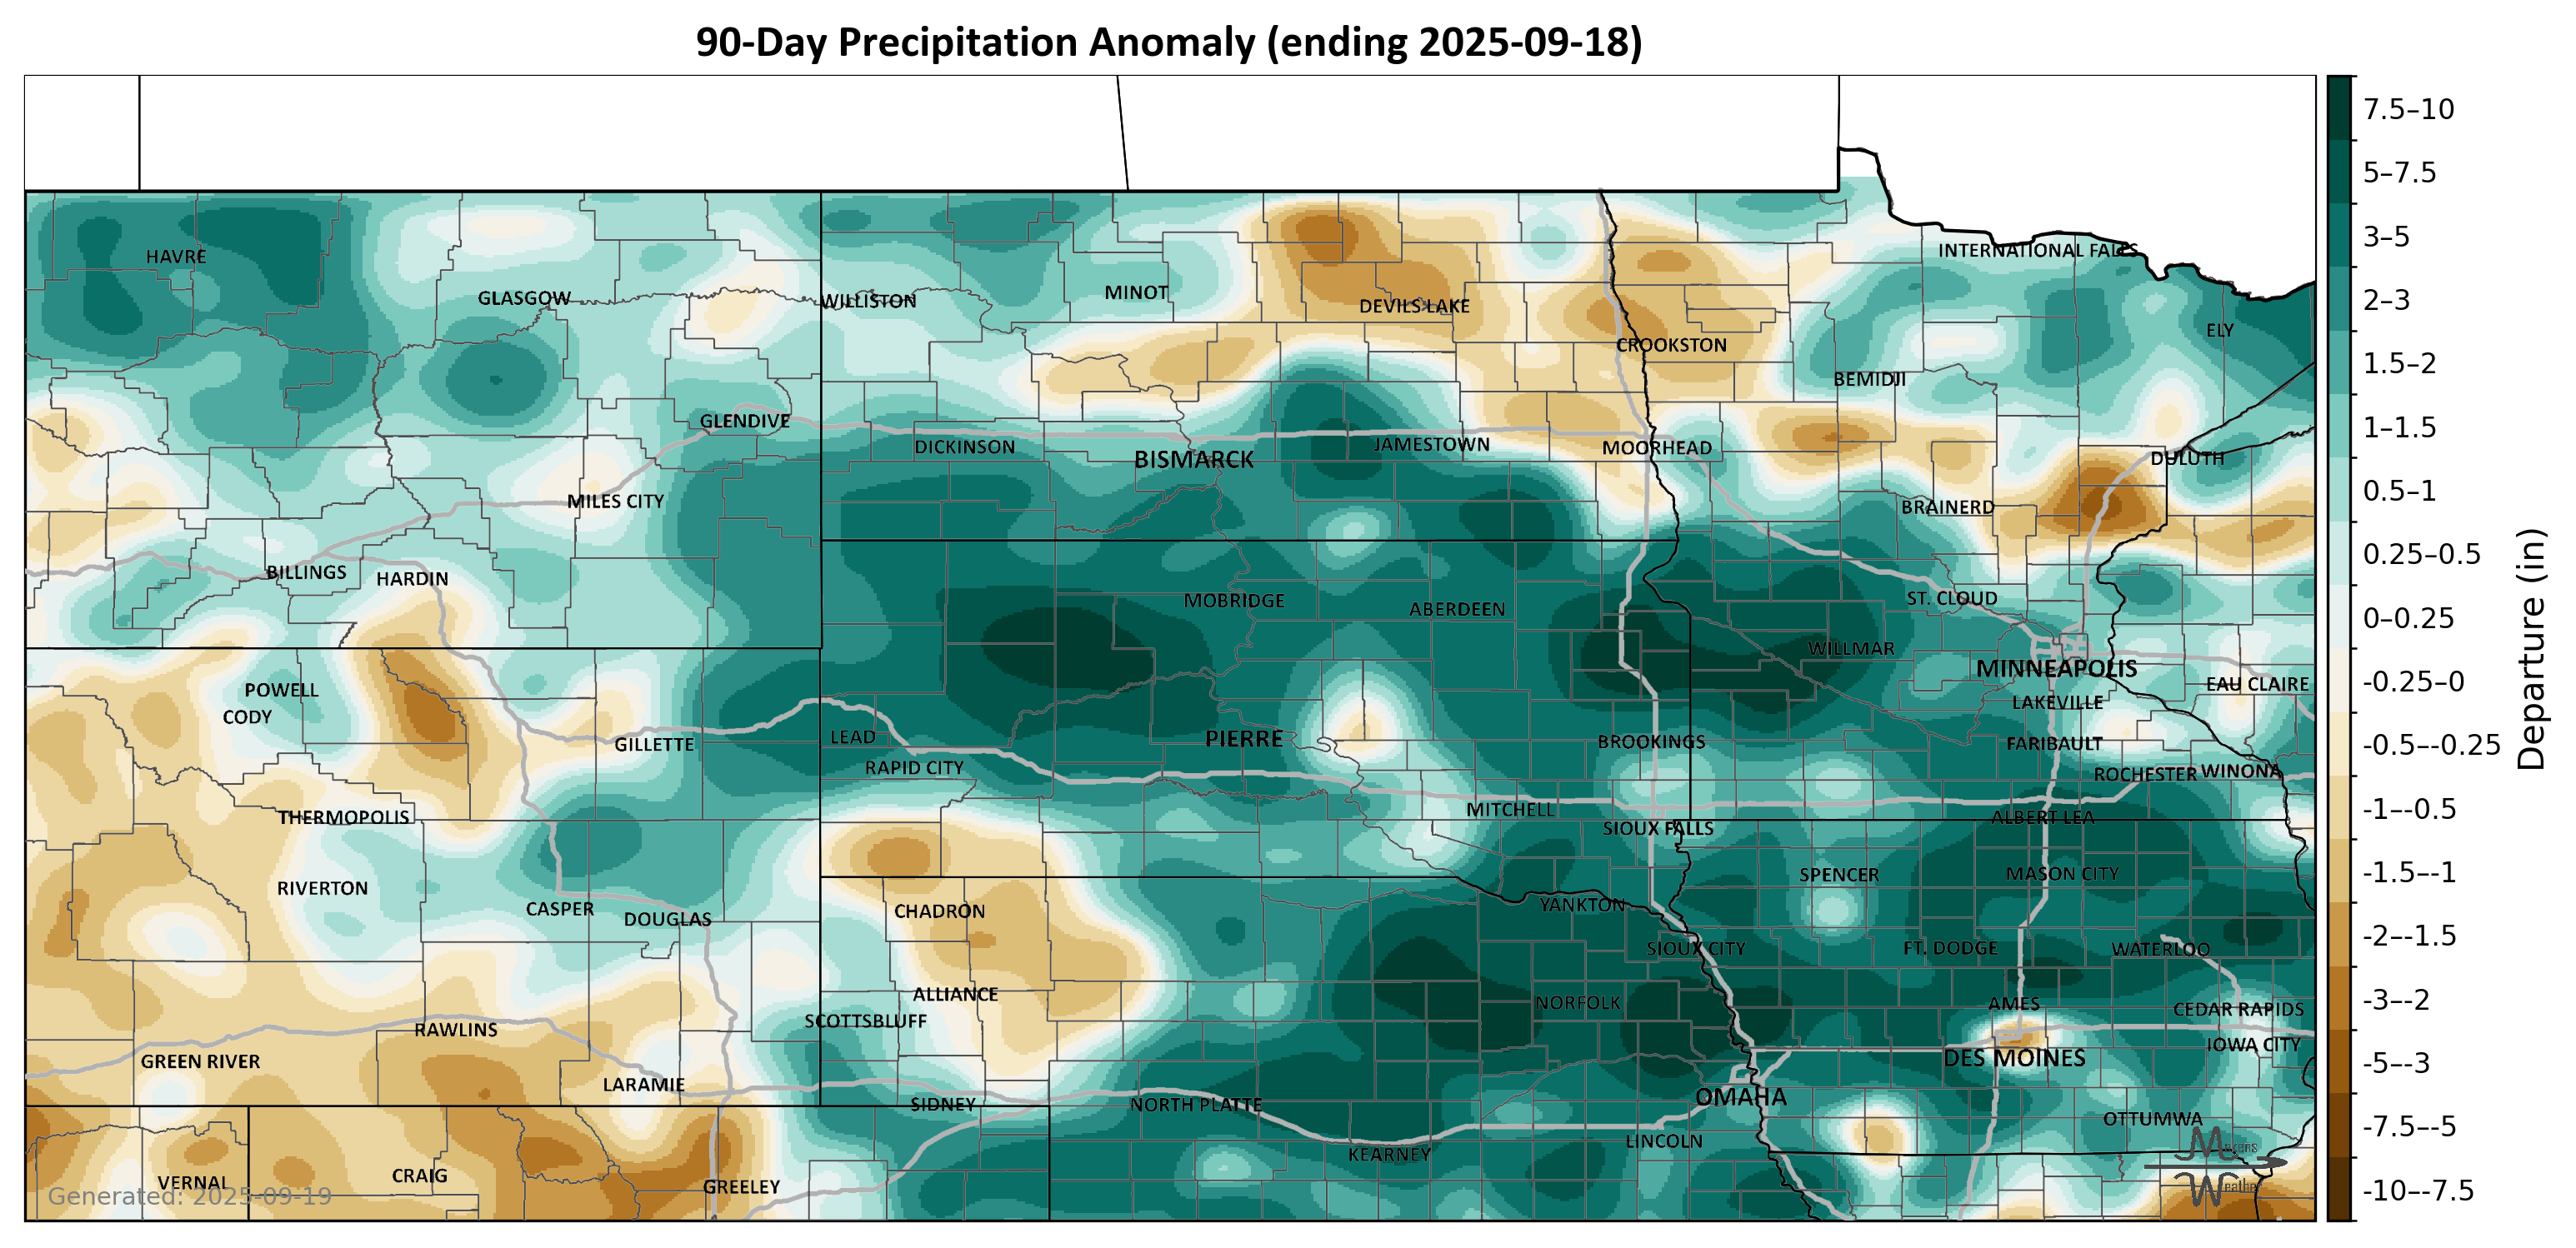 90-Day Precipitation Anomaly (ending 2025-09-18)
HAVRE
GLASGOW
WILLISTON
MINOT
DEVILS LAKE
CROOKSTON
INTERNATIONAL FALLS
ELY
BEMIDJI
GLENDIVE
DICKINSON
BISMARCK
JAMESTOWN
MOORHEAD
DULUTH
MILES CITY
BRAINERD
BILLINGS
HARDIN
MOBRIDGE
ABERDEEN
ST. CLOUD
WILLMAR
MINNEAPOLIS
POWELL
CODY
EAU CLAIRE
LAKEVILLE
GILLETTE
LEAD
PIERRE
BROOKINGS
FARIBAULT
RAPID CITY
ROCHESTER
WINONA
THERMOPOLIS
MITCHELL
SIOUX FALLS
ALBERT LEA
RIVERTON
CASPER
DOUGLAS
CHADRON
YANKTON
SPENCER
MASON CITY
SIOUX CITY
FT. DODGE
WATERLOO
ALLIANCE
SCOTTSBLUFF
NORFOLK
AMES
CEDAR RAPIDS
RAWLINS
GREEN RIVER
LARAMIE
DES MOINES
IOWA CITY
SIDNEY
NORTH PLATTE
OMAHA
OTTUMWA
LINCOLN
KEARNEY
VERNAL
CRAIG
GREELEY
Generated: 2025-09-19
7.5–10
5–7.5
3–5
2–3
1.5–2
1–1.5
0.5–1
0.25–0.5
0–0.25
-0.25–0
-0.5–-0.25
-1–-0.5
-1.5–-1
-2–-1.5
-3–-2
-5–-3
-7.5–-5
-10–-7.5
Departure (in)